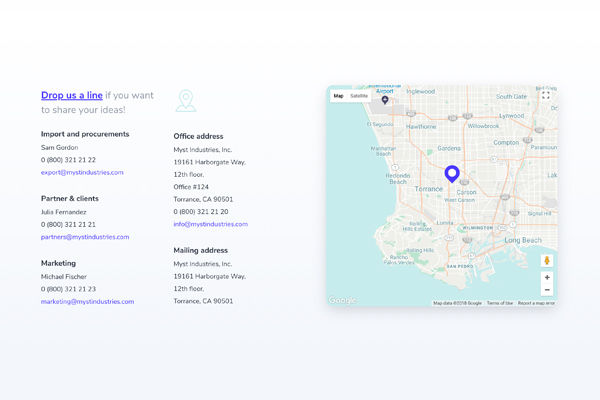 Drop us a line if you want
to share your ideas!
Import and procurements
Sam Gordon
0 (800) 321 21 22
export@mystindustries.com
Partner & clients
Julia Fernandez
0 (800) 321 21 21
partners@mystindustries.com
Marketing
Michael Fischer
0 (800) 321 21 23
marketing@mystindustries.com
Office address
Myst Industries, Inc.
19161 Harborgate Way,
12th floor,
Office #124
Torrance, CA 90501
0 (800) 321 21 20
info@mystindustries.com
Mailing address
Myst Industries, Inc.
19161 Harborgate Way,
12th floor,
Torrance, CA 90501
Map Satellite
Airport
Inglewood
South Gate
El Segundo
Hawthorne
Willowbrook
Lynwood
Gardena
Compton
Paramount
Redondo
Beach
Torrance
Carson
West Carson
Signal Hill
Lomita
WILMINGTON
Rolling Hills
Estates
Long Beach
Rolling Hills
Rancho
Palos Verdes
SAN PEDRO
Google
Map data ©2018 Google Terms of Use Report a map error